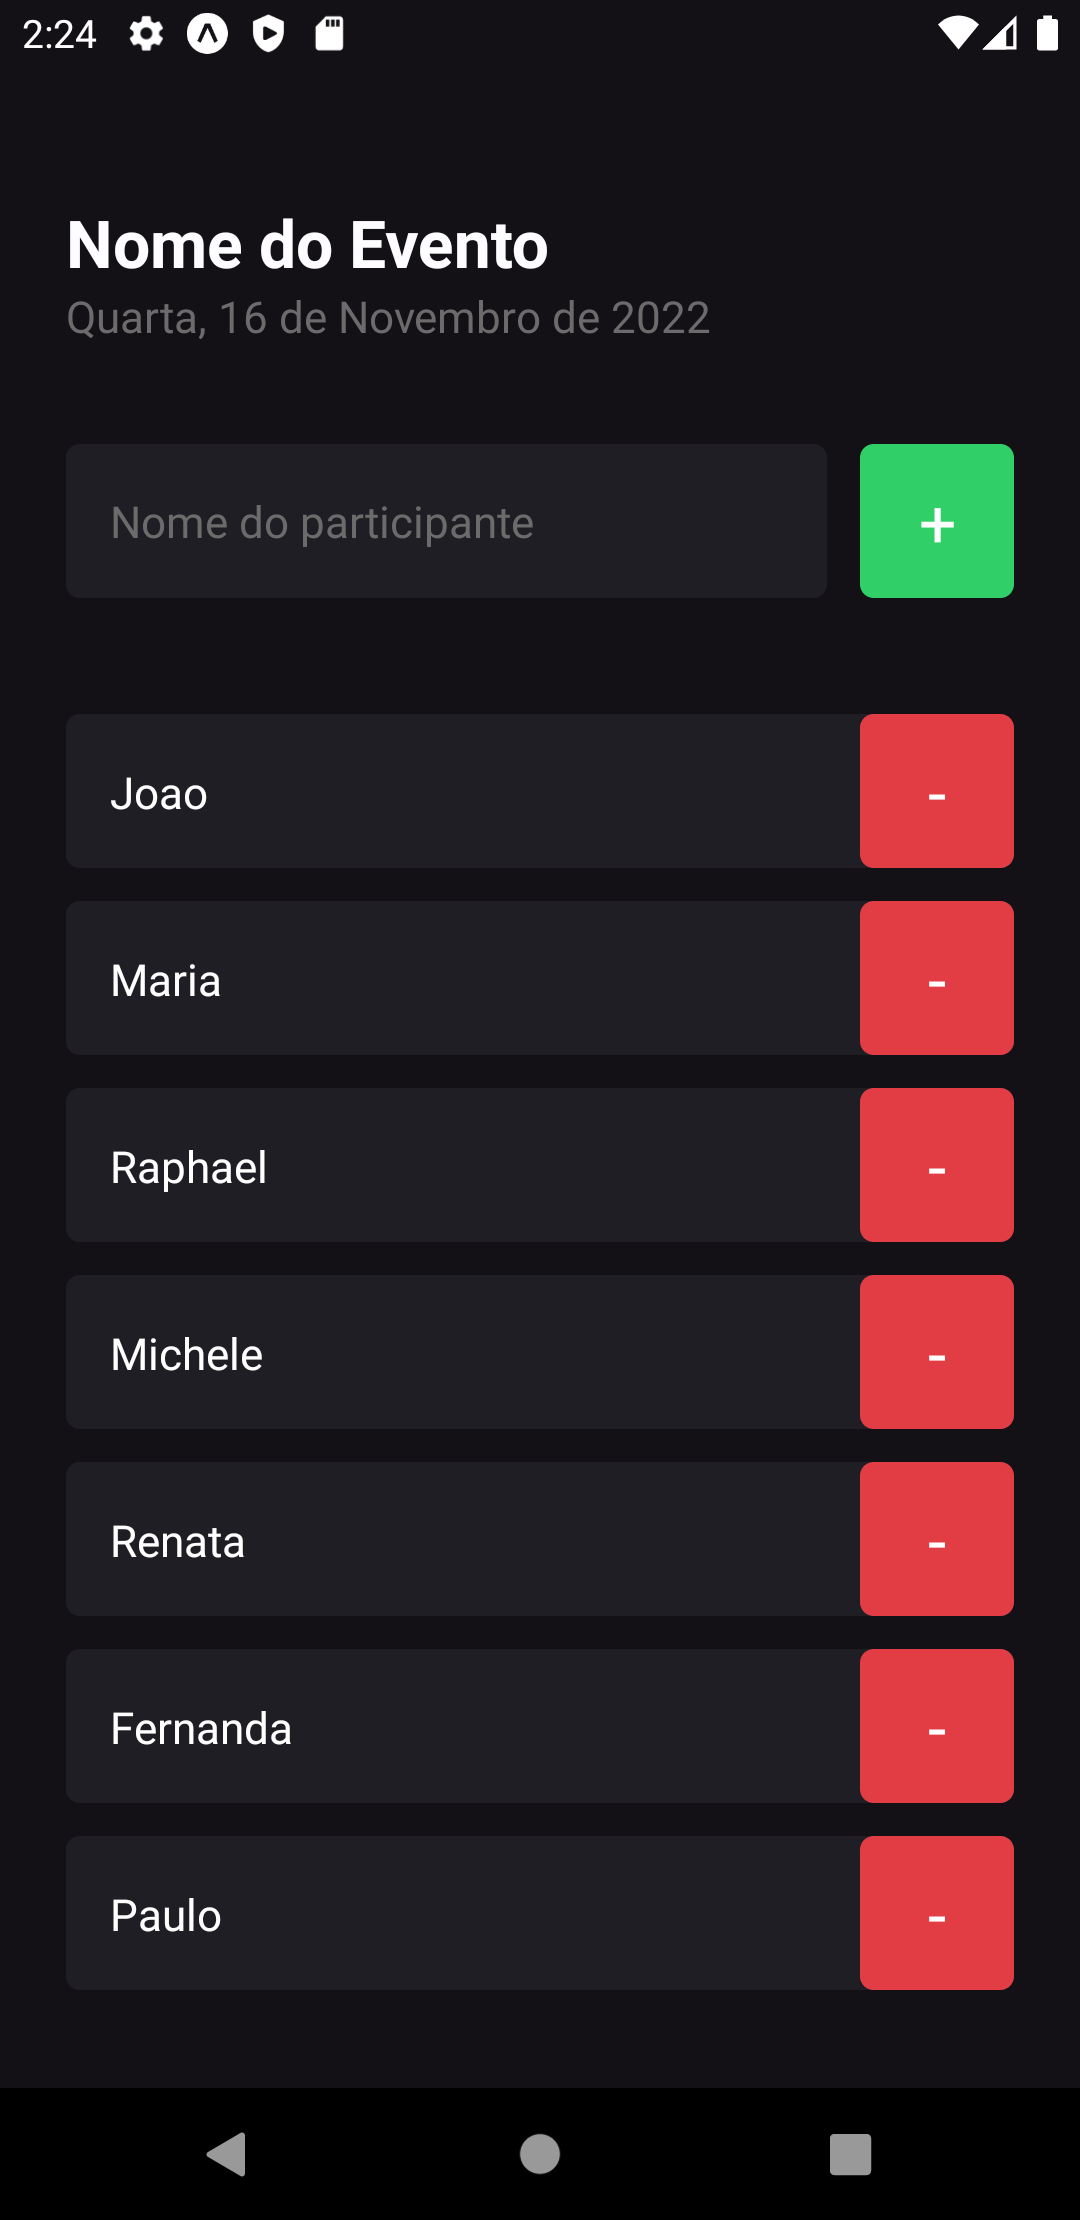 2:24
Nome do Evento
Quarta, 16 de Novembro de 2022
Nome do participante
+
Joao
-
Maria
-
Raphael
-
Michele
-
Renata
-
Fernanda
-
Paulo
-